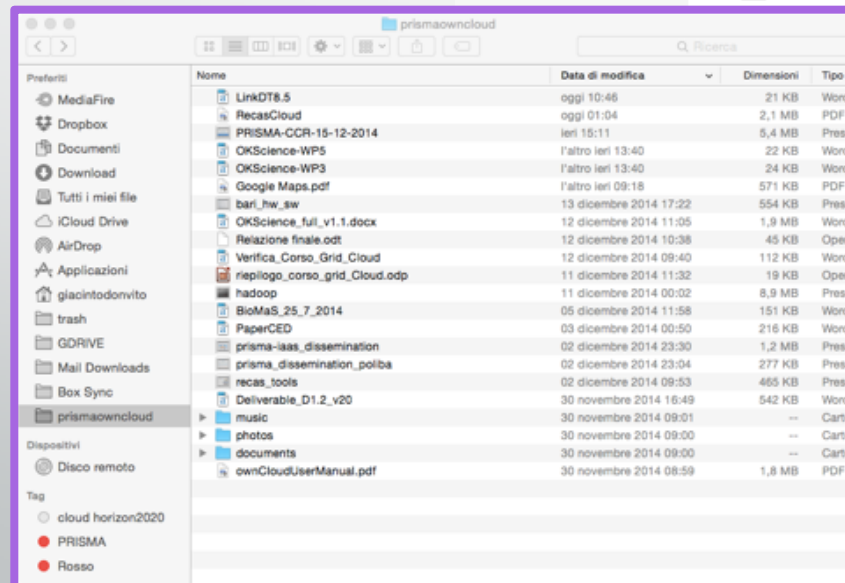 prismaowncloud
Ricerca
Preferiti
MediaFire
Dropbox
Documenti
Download
Tutti i miei file
iCloud Drive
AirDrop
Applicazioni
giacintodonvito
trash
GDRIVE
Mail Downloads
Box Sync
prismaowncloud
Dispositivi
Disco remoto
Tag
cloud horizon2020
PRISMA
Rosso
Nome Data di modifica Dimensioni Tipo
LinkDT8.5 oggi 10:46 21 KB Word
RecasCloud oggi 01:04 2,1 MB PDF
PRISMA-CCR-15-12-2014 ieri 15:11 5,4 MB Pres
OKScience-WP5 l'altro ieri 13:40 22 KB Word
OKScience-WP3 l'altro ieri 13:40 24 KB Word
Google Maps.pdf l'altro ieri 09:18 571 KB PDF
bari_hw_sw 13 dicembre 2014 17:22 554 KB Pres
OKScience_full_v1.1.docx 12 dicembre 2014 11:05 1,9 MB Word
Relazione finale.odt 12 dicembre 2014 10:38 45 KB Ope
Verifica_Corso_Grid_Cloud 12 dicembre 2014 09:40 112 KB Word
riepilogo_corso_grid_Cloud.odp 11 dicembre 2014 11:32 19 KB Ope
hadoop 11 dicembre 2014 00:02 8,9 MB Pres
BioMaS_25_7_2014 05 dicembre 2014 11:58 151 KB Word
PaperCED 03 dicembre 2014 00:50 216 KB Word
prisma-iaas_dissemination 02 dicembre 2014 23:30 1,2 MB Pres
prisma_dissemination_poliba 02 dicembre 2014 23:04 277 KB Pres
recas_tools 02 dicembre 2014 09:53 465 KB Pres
Deliverable_D1.2_v20 30 novembre 2014 16:49 542 KB Word
music 30 novembre 2014 09:01 -- Cart
photos 30 novembre 2014 09:00 -- Cart
documents 30 novembre 2014 09:00 -- Cart
ownCloudUserManual.pdf 30 novembre 2014 08:59 1,8 MB PDF